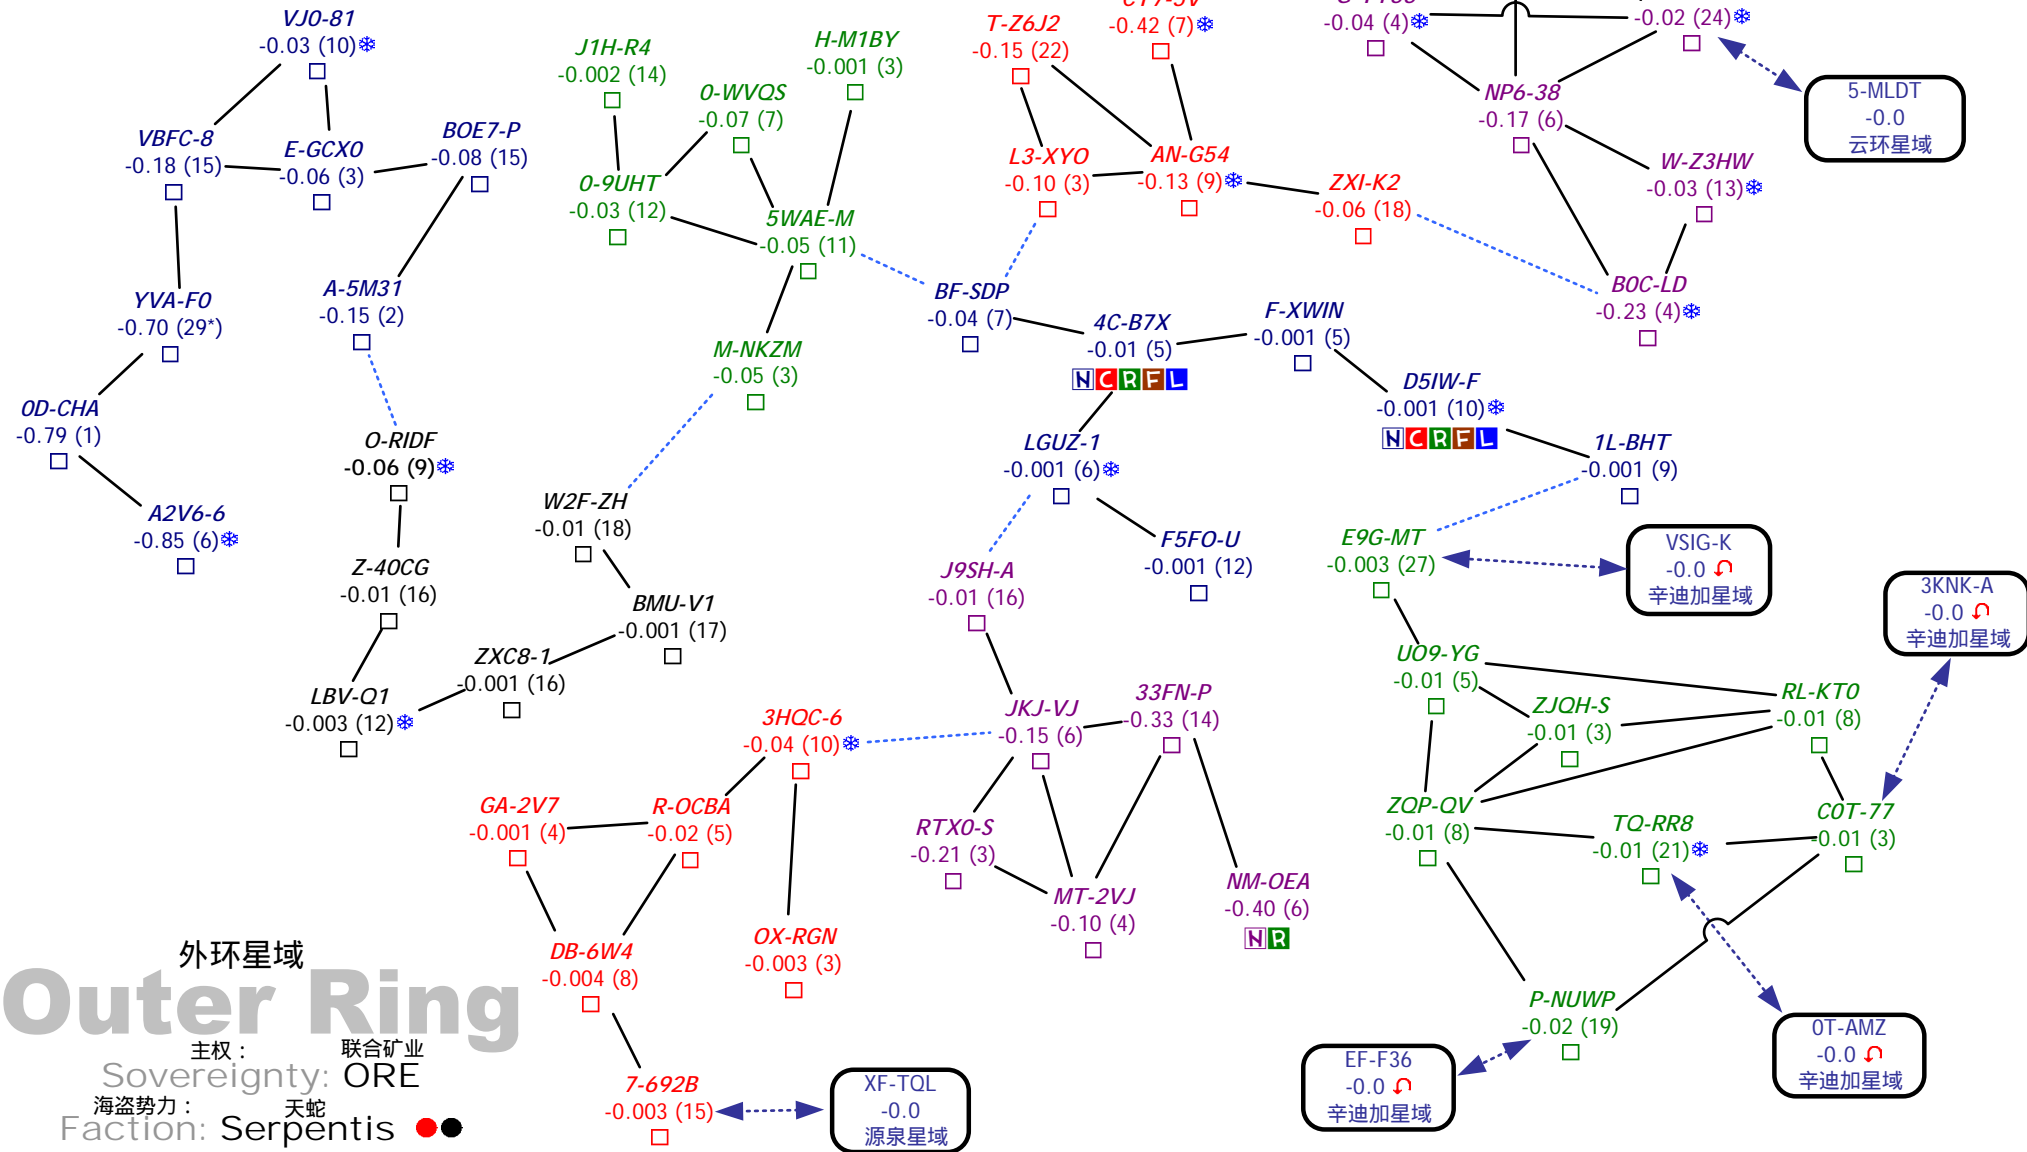 VJ0-81
-0.03 (10)
J1H-R4
-0.002 (14)
H-M1BY
-0.001 (3)
T-Z6J2
-0.15 (22)
-0.42 (7)
-0.04 (4)
-0.02 (24)
0-WVQS
-0.07 (7)
NP6-38
-0.17 (6)
5-MLDT
-0.0
云环星域
VBFC-8
-0.18 (15)
E-GCX0
-0.06 (3)
BOE7-P
-0.08 (15)
0-9UHT
-0.03 (12)
5WAE-M
-0.05 (11)
L3-XYO
-0.10 (3)
AN-G54
-0.13 (9)
ZXI-K2
-0.06 (18)
W-Z3HW
-0.03 (13)
YVA-F0
-0.70 (29*)
A-5M31
-0.15 (2)
BF-SDP
-0.04 (7)
4C-B7X
-0.01 (5)
N C R F L
F-XWIN
-0.001 (5)
B0C-LD
-0.23 (4)
M-NKZM
-0.05 (3)
D5IW-F
-0.001 (10)
N C R F L
0D-CHA
-0.79 (1)
O-RIDF
-0.06 (9)
LGUZ-1
-0.001 (6)
1L-BHT
-0.001 (9)
A2V6-6
-0.85 (6)
W2F-ZH
-0.01 (18)
F5FO-U
-0.001 (12)
E9G-MT
-0.003 (27)
VSIG-K
-0.0
辛迪加星域
Z-40CG
-0.01 (16)
BMU-V1
-0.001 (17)
J9SH-A
-0.01 (16)
3KNK-A
-0.0
辛迪加星域
ZXC8-1
-0.001 (16)
LBV-Q1
-0.003 (12)
UO9-YG
-0.01 (5)
3HQC-6
-0.04 (10)
JKJ-VJ
-0.15 (6)
33FN-P
-0.33 (14)
ZJQH-S
-0.01 (3)
RL-KT0
-0.01 (8)
GA-2V7
-0.001 (4)
R-OCBA
-0.02 (5)
RTX0-S
-0.21 (3)
ZQP-QV
-0.01 (8)
TQ-RR8
-0.01 (21)
C0T-77
-0.01 (3)
MT-2VJ
-0.10 (4)
NM-OEA
-0.40 (6)
N R
DB-6W4
-0.004 (8)
OX-RGN
-0.003 (3)
P-NUWP
-0.02 (19)
外环星域
Outer Ring
主权： 联合矿业
Sovereignty: ORE
海盗势力： 天蛇
Faction: Serpentis
7-692B
-0.003 (15)
XF-TQL
-0.0
源泉星域
EF-F36
-0.0
辛迪加星域
0T-AMZ
-0.0
辛迪加星域